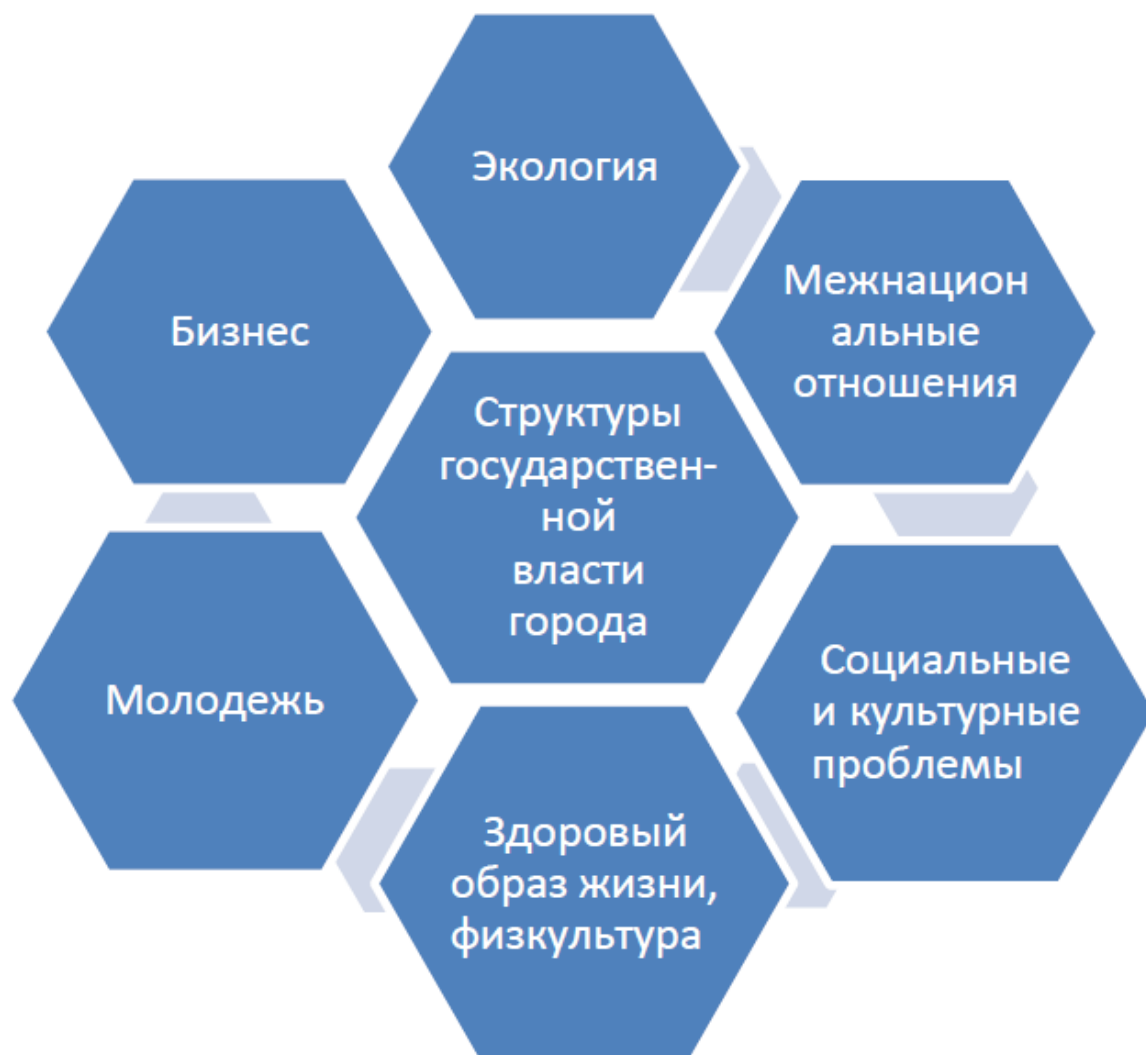 Экология
Межнацион
альные
отношения
Бизнес
Структуры
государствен-
ной
власти
города
Социальные
и культурные
проблемы
Молодежь
Здоровый
образ жизни,
физкультура